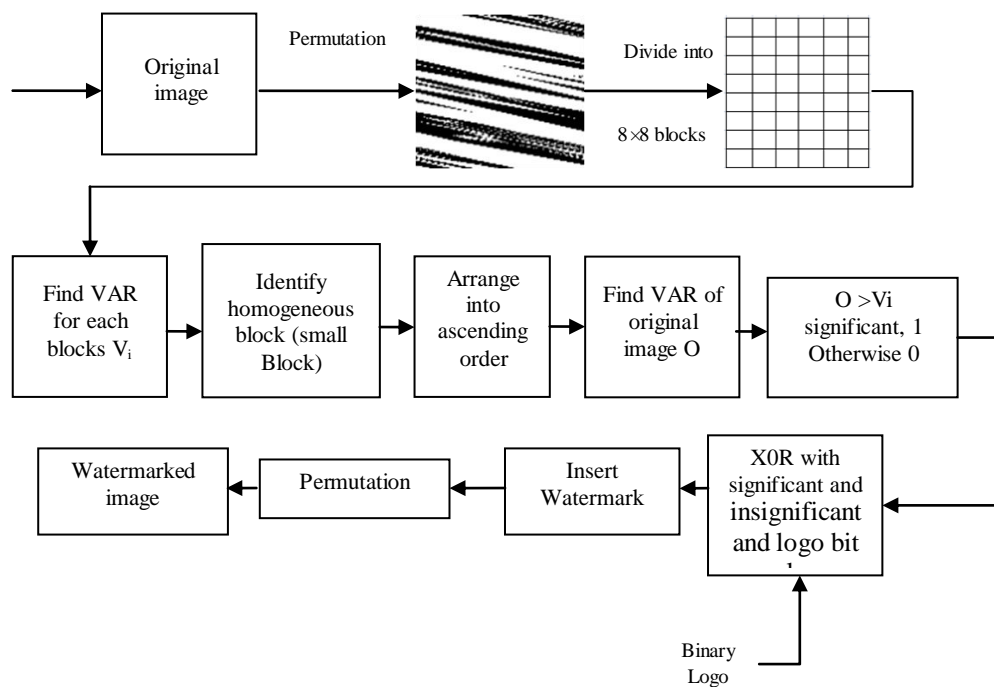 Original
image
Permutation
Divide into
8×8 blocks
Find VAR
for each
blocks Vi
Identify
homogeneous
block (small
Block)
Arrange
into
ascending
order
Find VAR of
original
image O
O >Vi
significant, 1
Otherwise 0
X0R with
significant and
insignificant
and logo bit
Insert
Watermark
Permutation
Watermarked
image
Binary
Logo